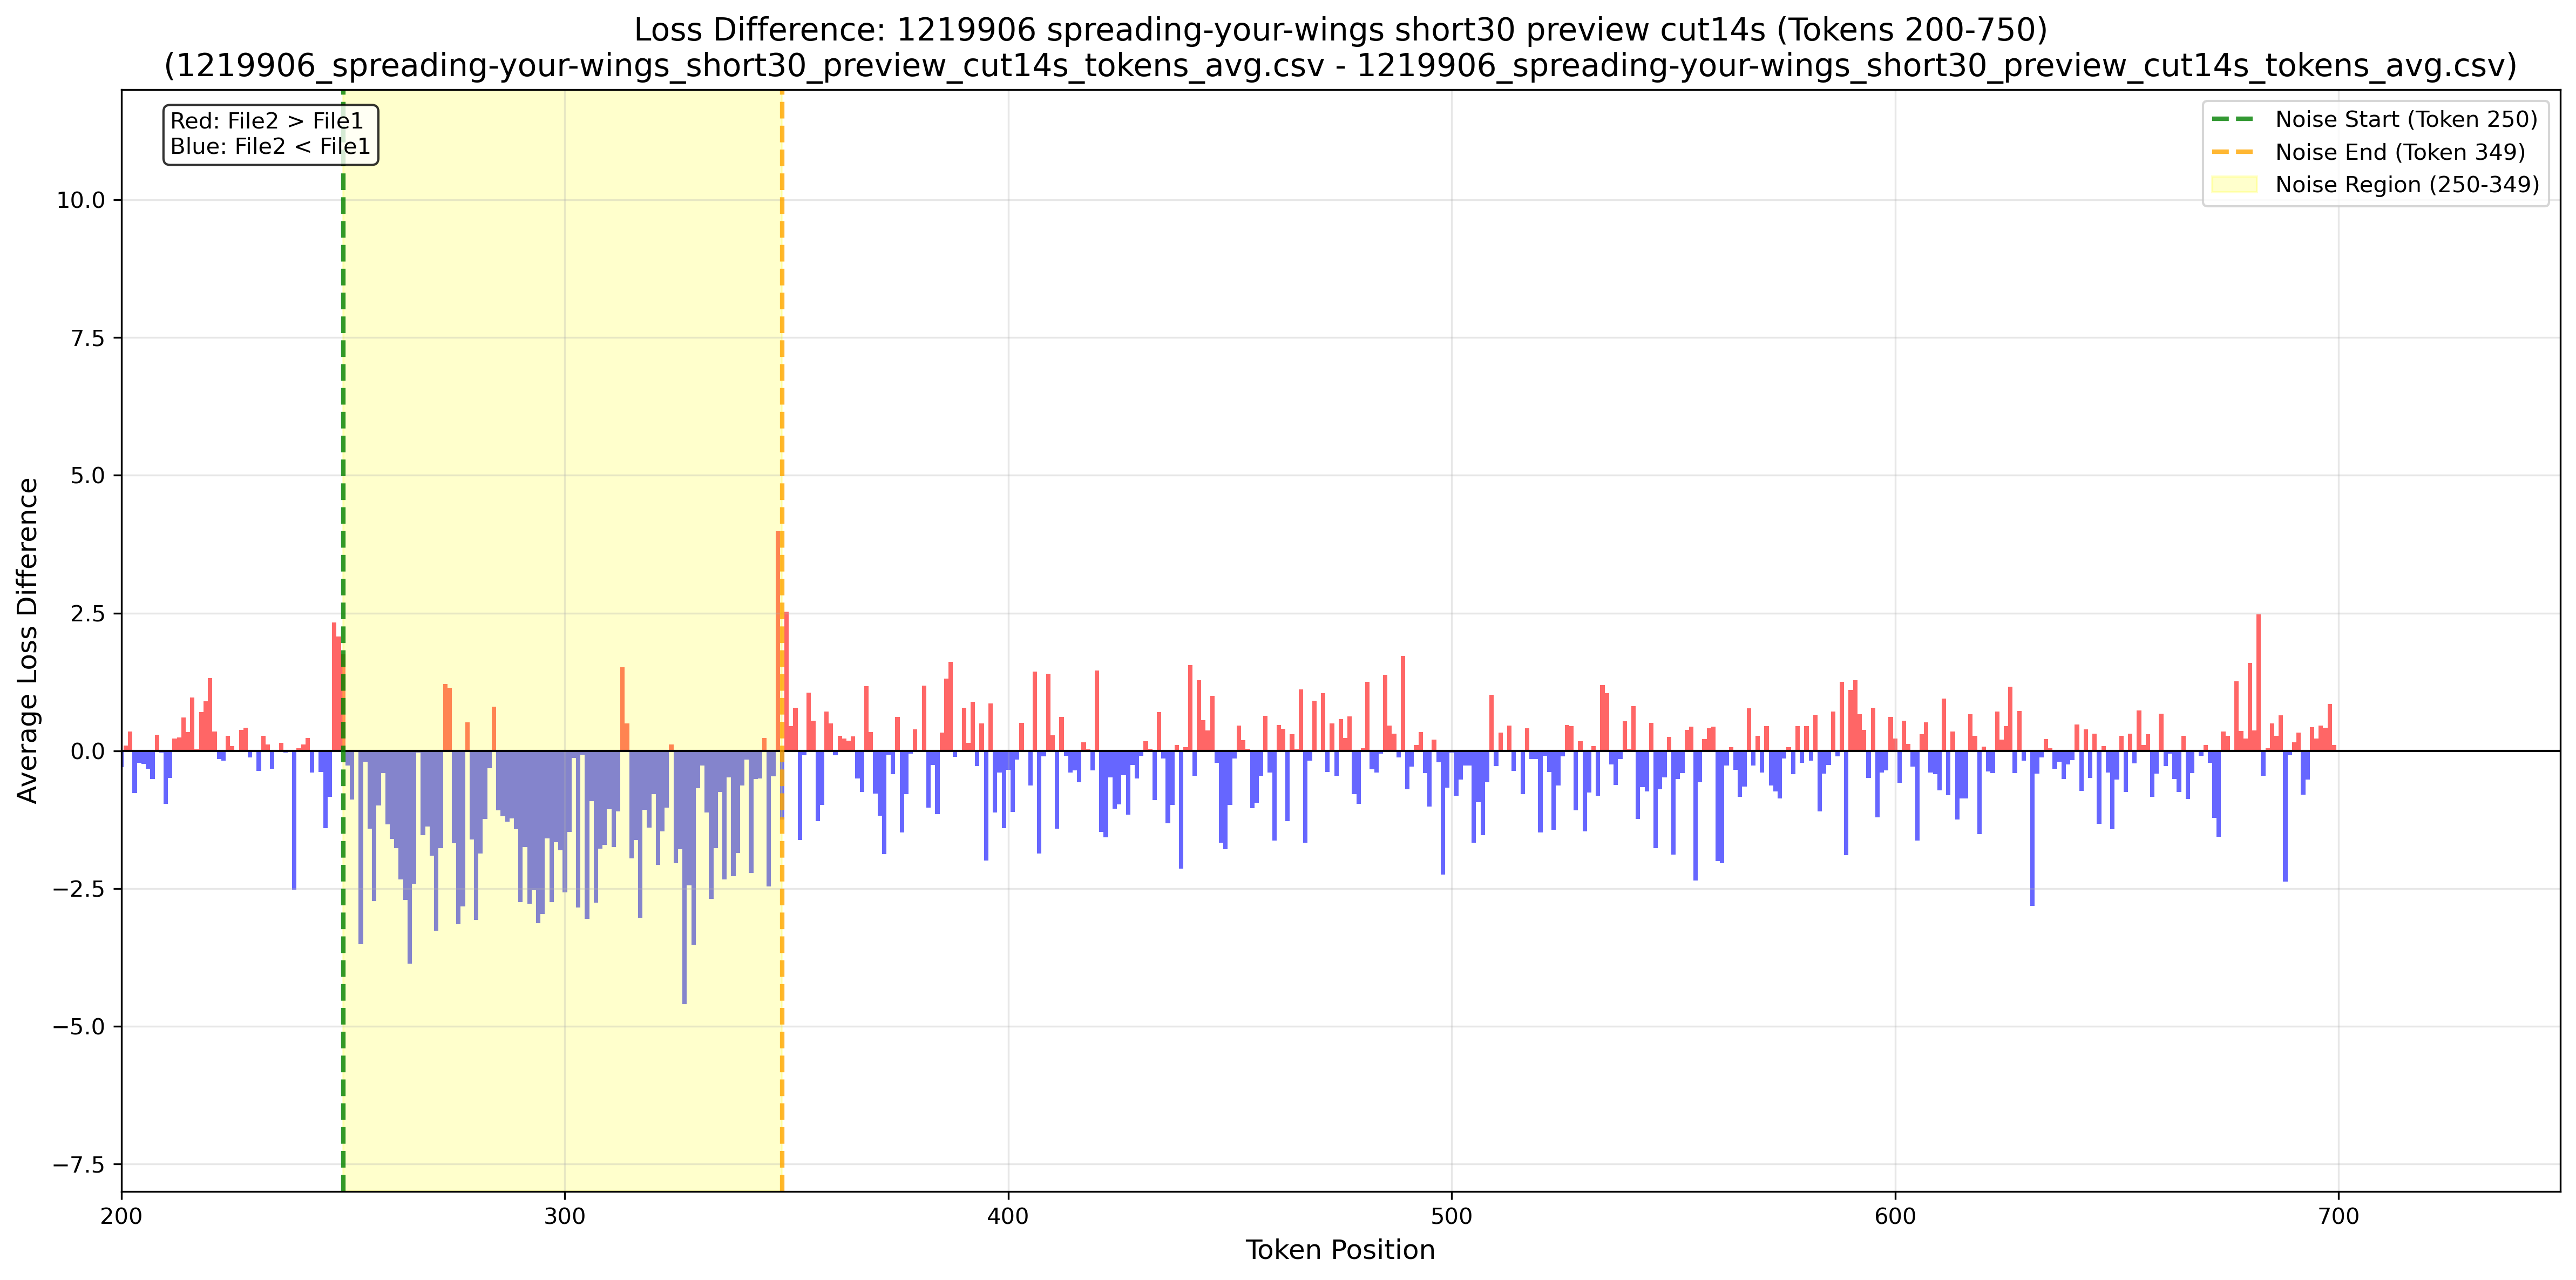 Loss Difference: 1219906 spreading-your-wings short30 preview cut14s (Tokens 200-750)
(1219906_spreading-your-wings_short30_preview_cut14s_tokens_avg.csv - 1219906_spreading-your-wings_short30_preview_cut14s_tokens_avg.csv)
Red: File2 > File1
Blue: File2 < File1
Noise Start (Token 250)
Noise End (Token 349)
Noise Region (250-349)
Average Loss Difference
10.0
7.5
5.0
2.5
0.0
−2.5
−5.0
−7.5
200
300
400
500
600
700
Token Position